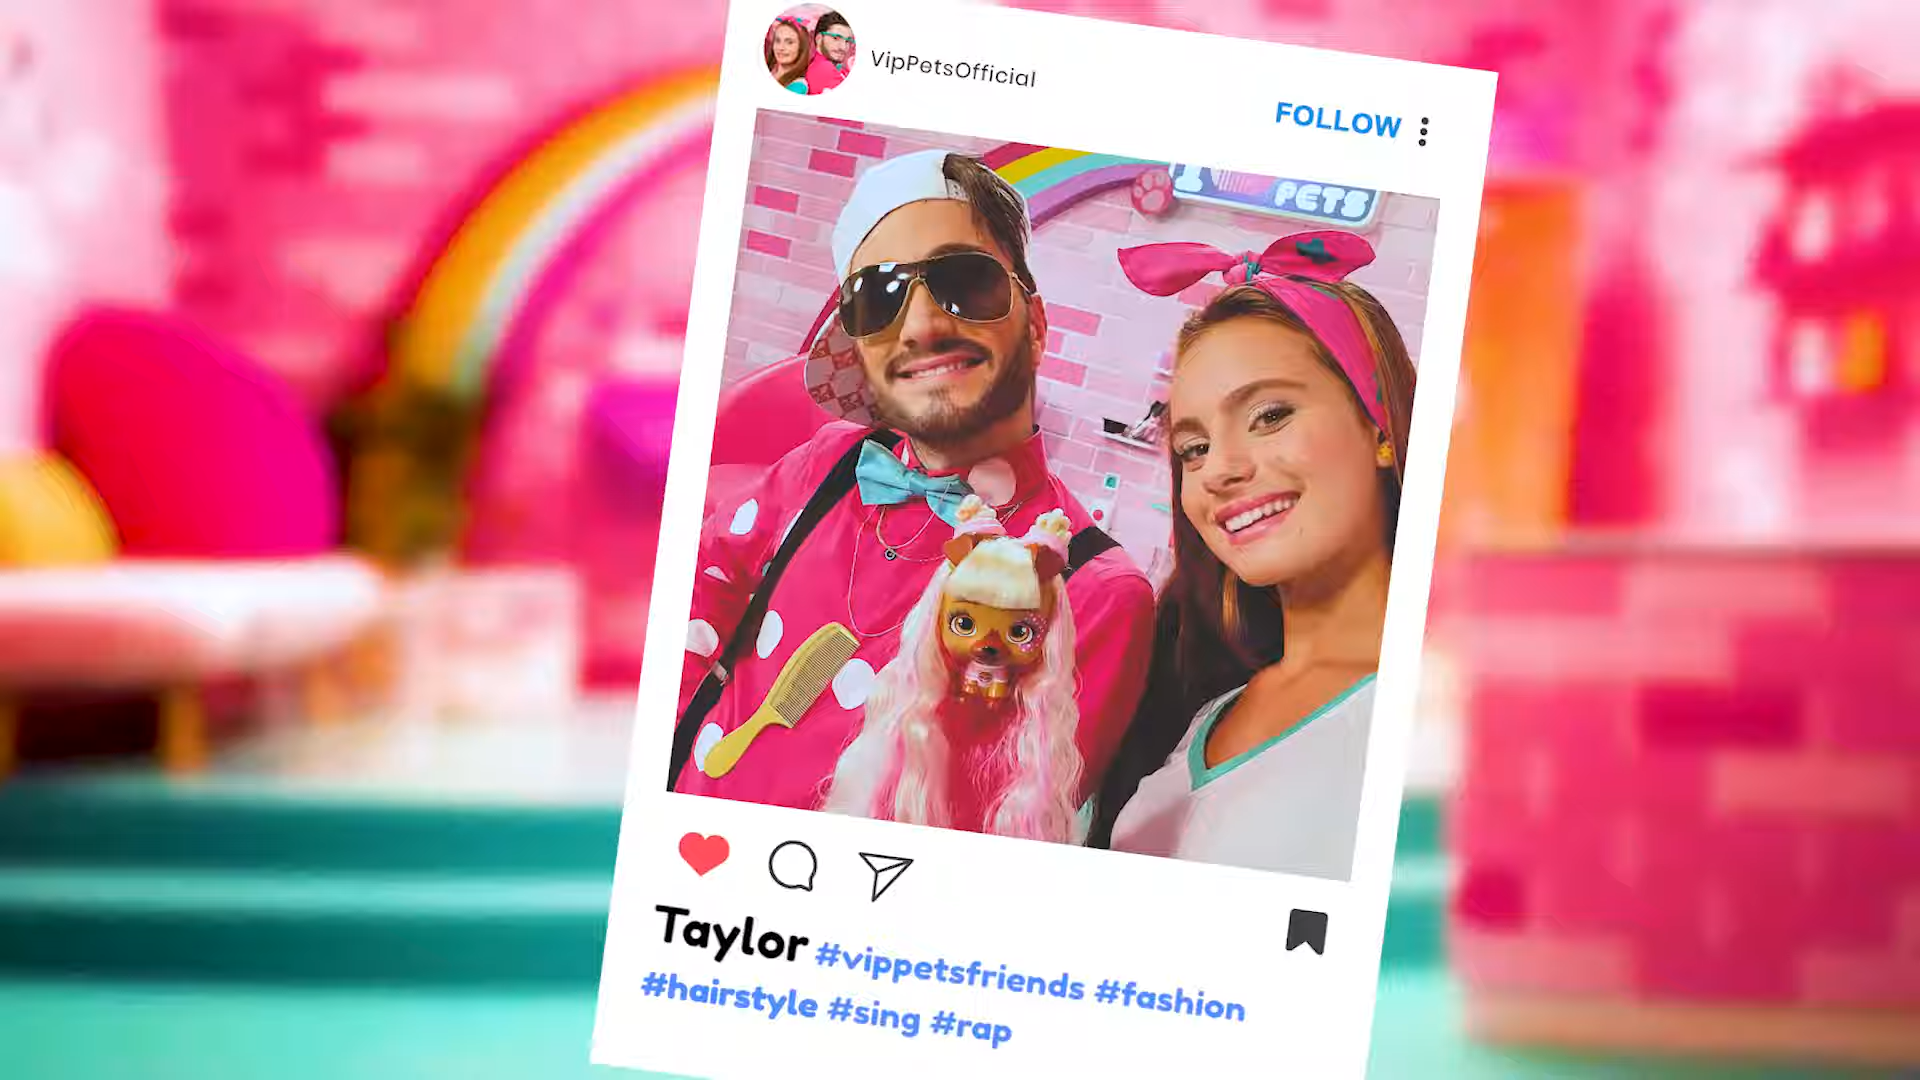 VipPetsOfficial
FOLLOW
I
PETS
Taylor #vippetsfriends #fashion
#hairstyle #sing #rap